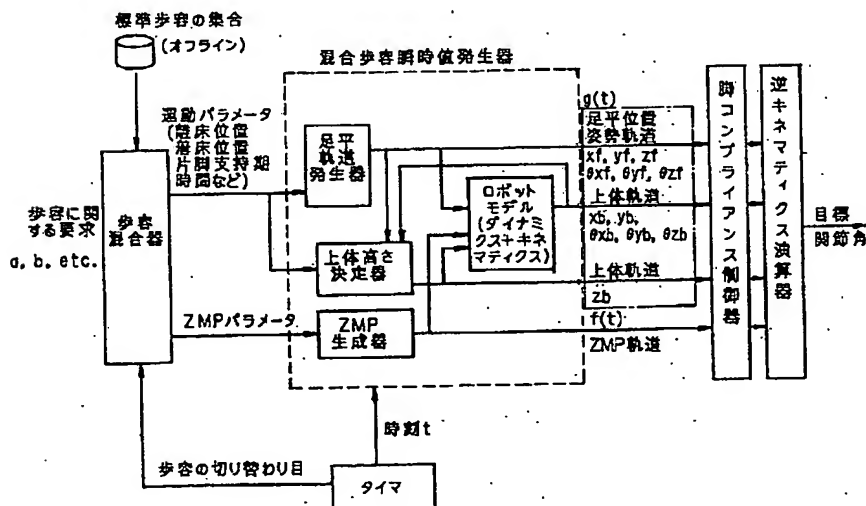 標準歩容の集合
(オフライン)
混合歩容瞬時値発生器
運動パラメータ
(離床位置
着床位置
片脚支持期
時間など)
歩容に関
する要求
a, b, etc.
歩容
混合器
足平
軌道
発生器
上体高さ
決定器
ZMPパラメータ
ZMP
生成器
ロボット
モデル
(ダイナミ
クス+キネ
マティクス)
g(t)
足平位置
姿勢軌道
xf, yf, zf
θxf, θyf, θzf
上体軌道
xb, yb,
θxb, θyb, θzb
上体軌道
zb
f(t)
ZMP軌道
脚コンプライアンス制御器
逆キネマティクス演算器
目標
関節角
時刻t
歩容の切り替わり目
タイマ